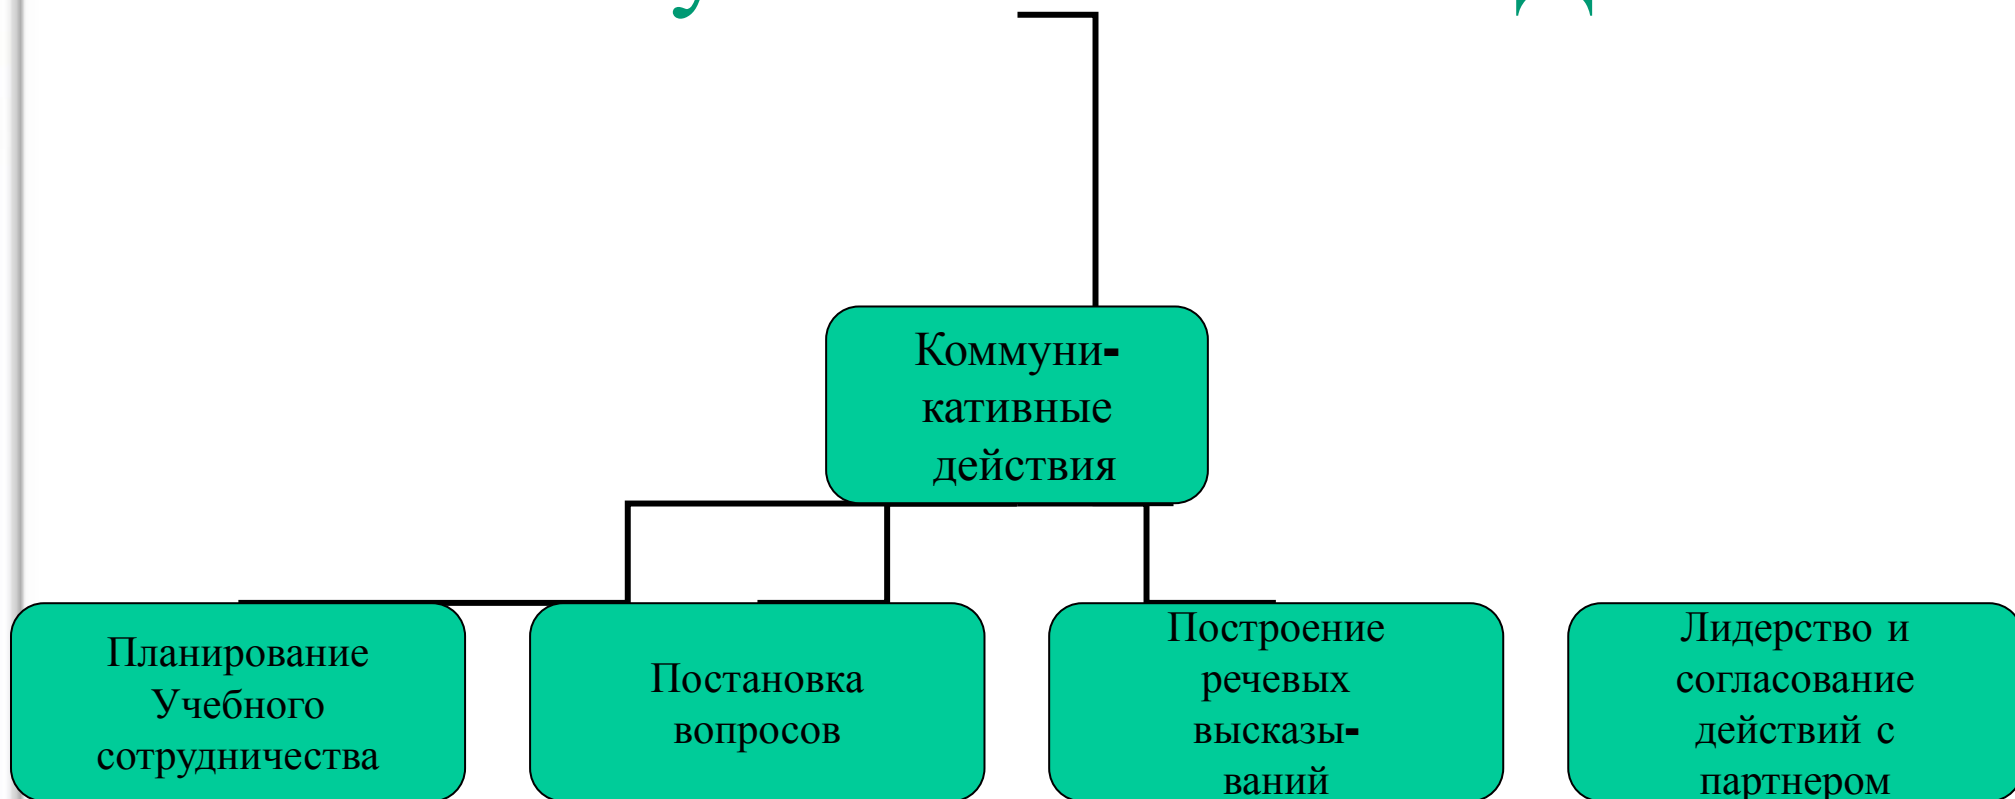 Коммуни-
кативные
действия
Планирование
Учебного
сотрудничества
Постановка
вопросов
Построение
речевых
высказы-
ваний
Лидерство и
согласование
действий с
партнером